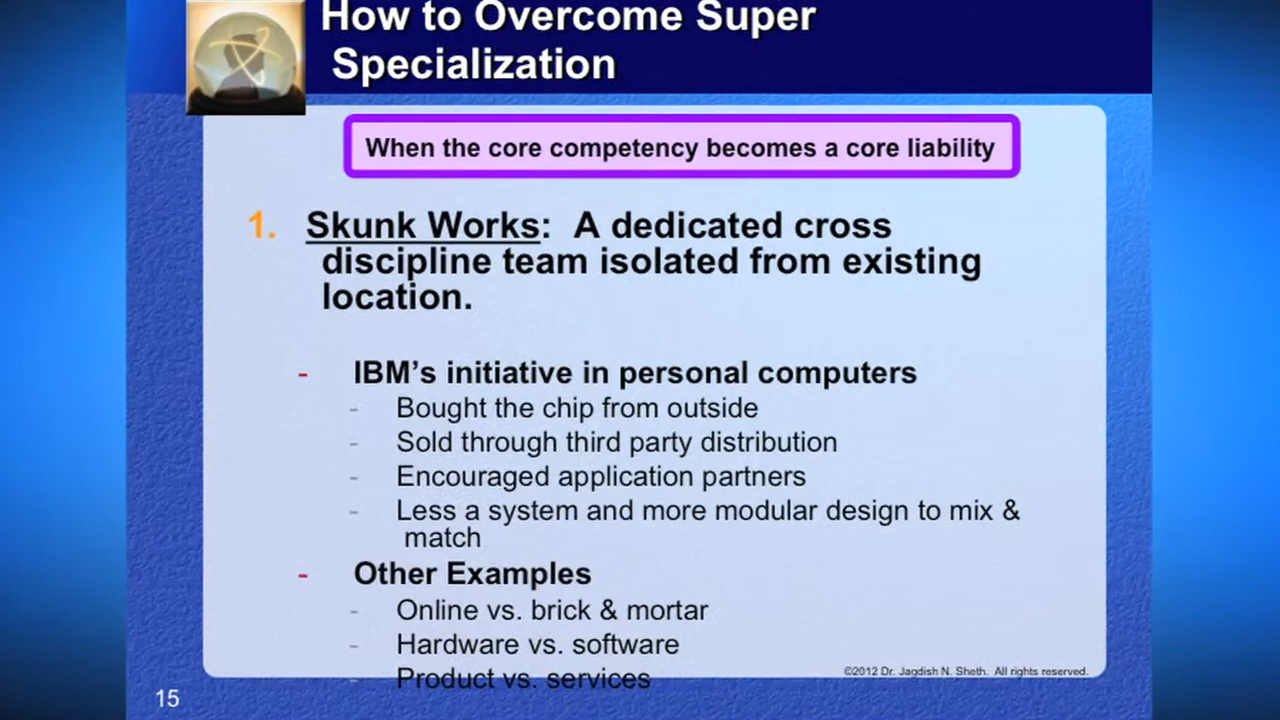 How to Overcome Super
Specialization
When the core competency becomes a core liability
1. Skunk Works: A dedicated cross
discipline team isolated from existing
location.
- IBM’s initiative in personal computers
- Bought the chip from outside
- Sold through third party distribution
- Encouraged application partners
- Less a system and more modular design to mix &
match
- Other Examples
- Online vs. brick & mortar
- Hardware vs. software
- Product vs. services
©2012 Dr. Jagdish N. Sheth. All rights reserved.
15